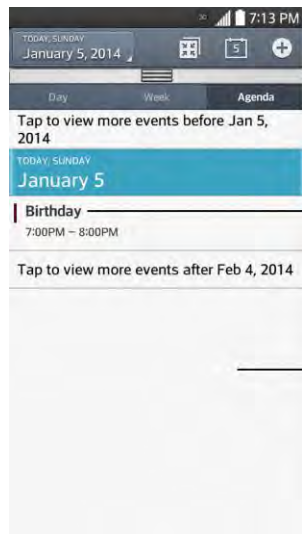 7:13 PM
TODAY, SUNDAY
January 5, 2014
5
Day Week Agenda
Tap to view more events before Jan 5,
2014
TODAY, SUNDAY
January 5
Birthday
7:00PM – 8:00PM
Tap to view more events after Feb 4, 2014